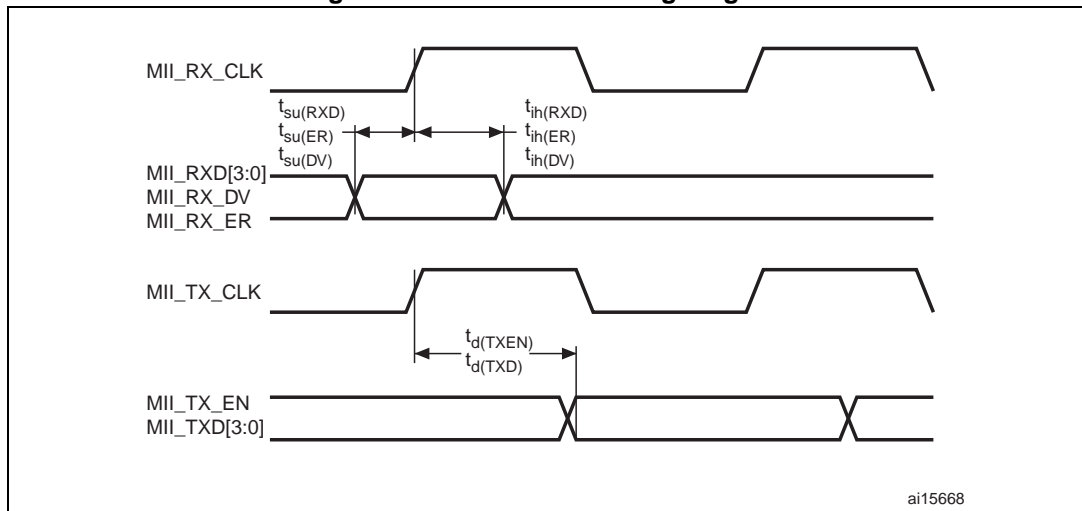 MII_RX_CLK
tsu(RXD)
tsu(ER)
tsu(DV)
tih(RXD)
tih(ER)
tih(DV)
MII_RXD[3:0]
MII_RX_DV
MII_RX_ER
MII_TX_CLK
td(TXEN)
td(TXD)
MII_TX_EN
MII_TXD[3:0]
ai15668